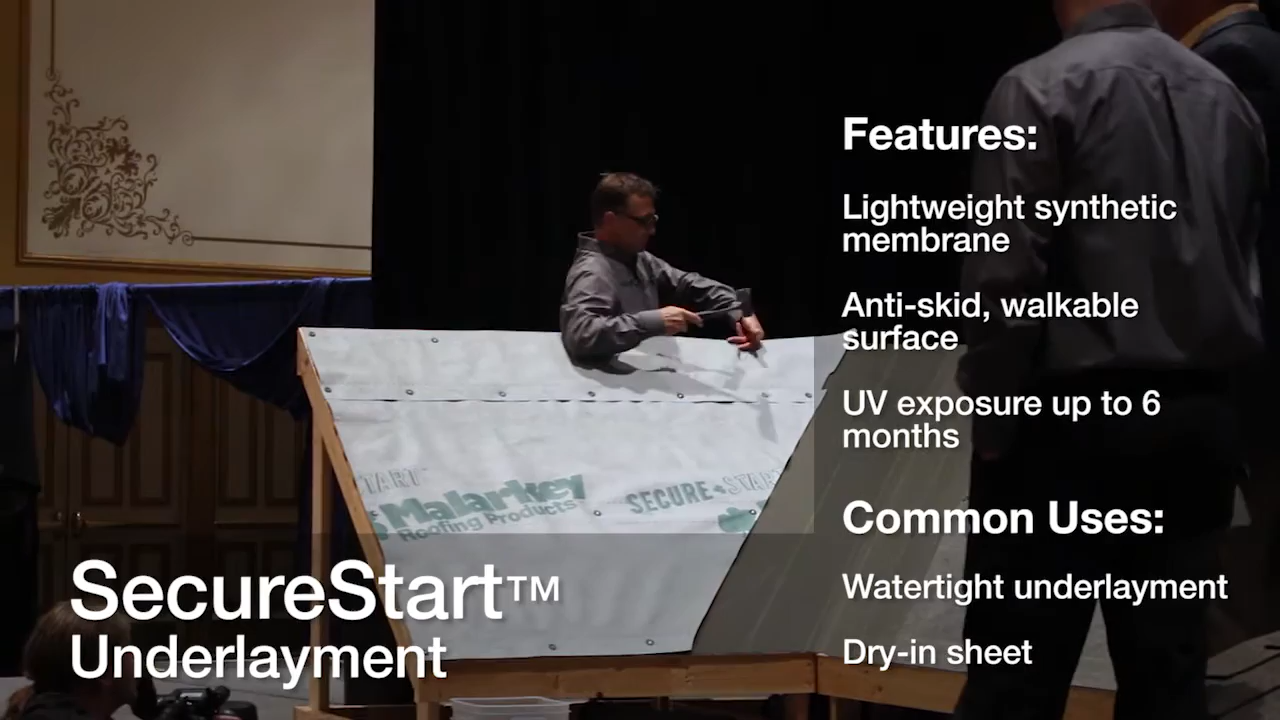 Features:
Lightweight synthetic
membrane
Anti-skid, walkable
surface
UV exposure up to 6
months
Common Uses:
Watertight underlayment
Dry-in sheet
START
Malarkey
Roofing Products
SECURE START
SecureStart™
Underlayment